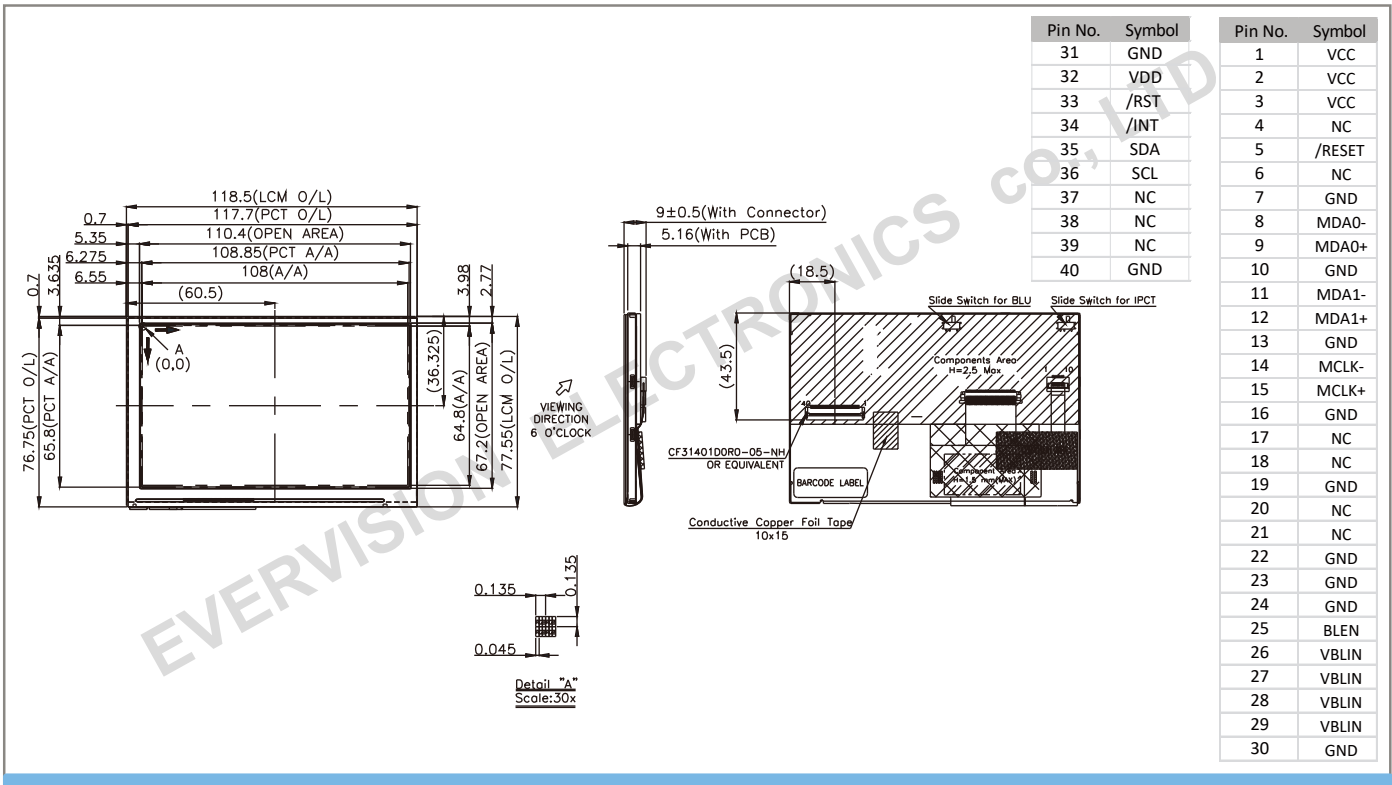 118.5(LCM O/L)
117.7(PCT O/L)
110.4(OPEN AREA)
108.85(PCT A/A)
108(A/A)
(60.5)
0.7
5.35
6.275
6.55
0.7
3.635
3.98
2.77
A
(0,0)
76.75(PCT O/L)
65.8(PCT A/A)
(36.325)
64.8(A/A)
67.2(OPEN AREA)
77.55(LCM O/L)
9±0.5(With Connector)
5.16(With PCB)
VIEWING
DIRECTION
6 O'CLOCK
(18.5)
(43.5)
Slide Switch for BLU
Slide Switch for IPCT
Components Area
H=2.5 Max
1 10
40 1
CF31401D0R0-05-NH
OR EQUIVALENT
BARCODE LABEL
Component Area
H=1.5 mm(MAX)
Conductive Copper Foil Tape
10x15
0.135
0.135
0.045
Detail "A"
Scale:30x
EVERVISION ELECTRONICS CO., LTD
Pin No. Symbol
31 GND
32 VDD
33 /RST
34 /INT
35 SDA
36 SCL
37 NC
38 NC
39 NC
40 GND
Pin No. Symbol
1 VCC
2 VCC
3 VCC
4 NC
5 /RESET
6 NC
7 GND
8 MDA0-
9 MDA0+
10 GND
11 MDA1-
12 MDA1+
13 GND
14 MCLK-
15 MCLK+
16 GND
17 NC
18 NC
19 GND
20 NC
21 NC
22 GND
23 GND
24 GND
25 BLEN
26 VBLIN
27 VBLIN
28 VBLIN
29 VBLIN
30 GND